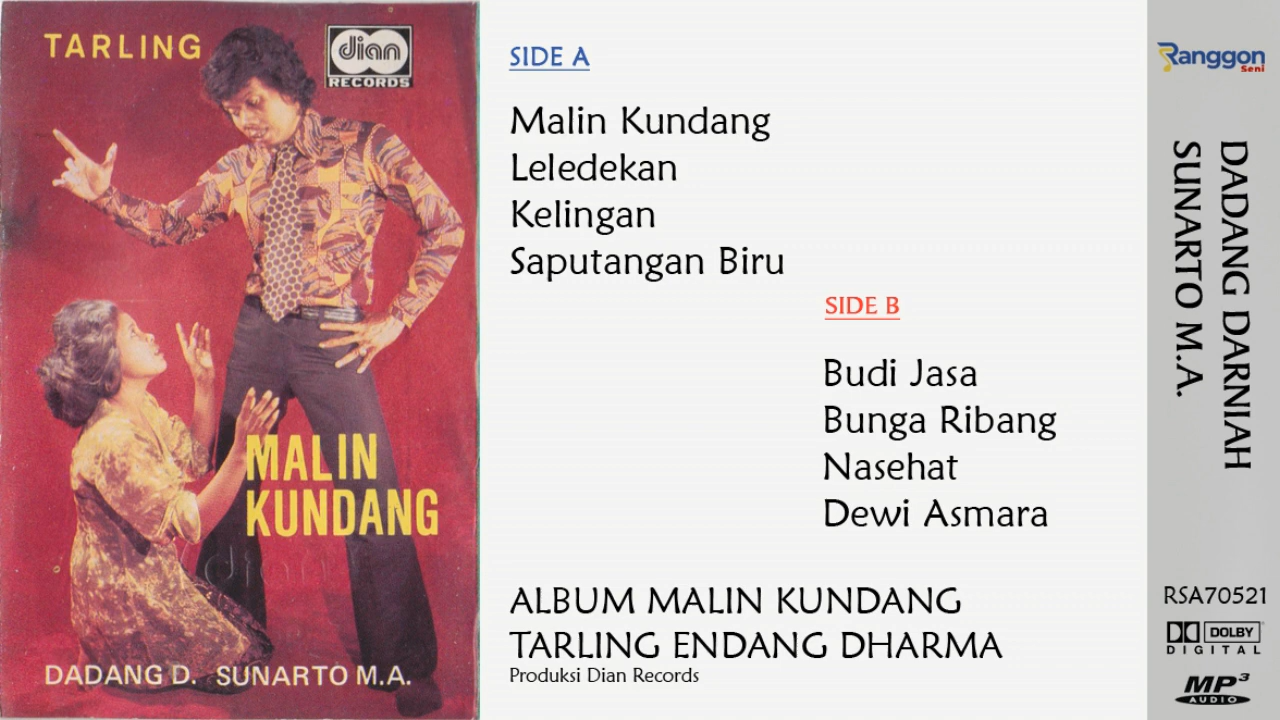 TARLING
dian
RECORDS
MALIN
KUNDANG
dian
DADANG D. SUNARTO M.A.
SIDE A
Malin Kundang
Leledekan
Kelingan
Saputangan Biru
SIDE B
Budi Jasa
Bunga Ribang
Nasehat
Dewi Asmara
ALBUM MALIN KUNDANG
TARLING ENDANG DHARMA
Produksi Dian Records
Ranggon
Seni
DADANG DARNIAH
SUNARTO M.A.
RSA70521
DOLBY
DIGITAL
MP3
AUDIO